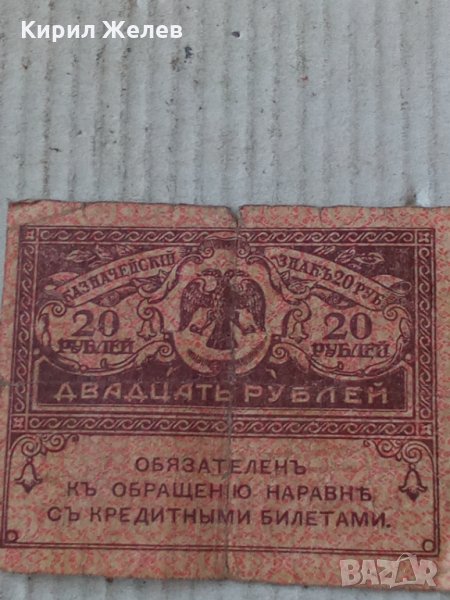 Кирил Желев
КАЗНАЧЕЙСКІЙ ЗНАКЪ 20 РУБ.
20 РУБЛЕЙ
20 РУБЛЕЙ
ДВАДЦАТЬ РУБЛЕЙ
ОБЯЗАТЕЛЕНЪ
КЪ ОБРАЩЕНІЮ НАРАВНѢ
СЪ КРЕДИТНЫМИ БИЛЕТАМИ.
BAZAR